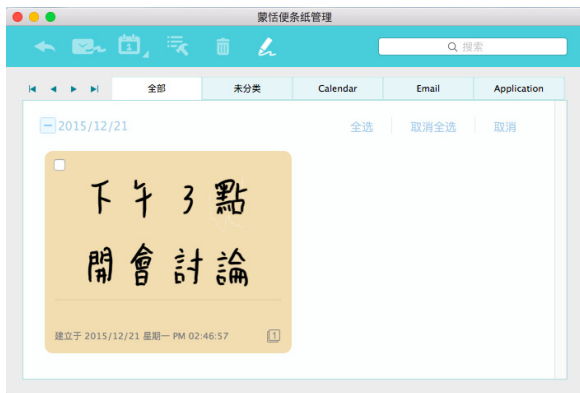 蒙恬便条纸管理
搜索
全部 未分类 Calendar Email Application
2015/12/21 全选 取消全选 取消
下午3點
開會討論
建立于 2015/12/21 星期一 PM 02:46:57 1